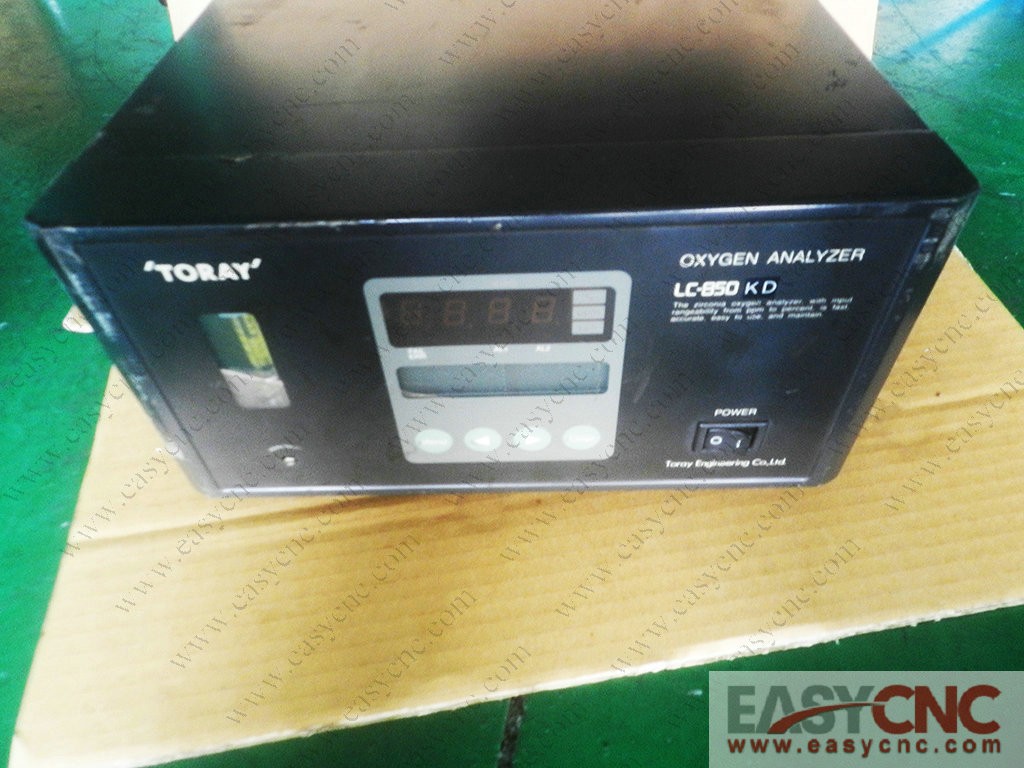 'TORAY'
OXYGEN ANALYZER
LC-850 KD
The zirconia oxygen analyzer, with input
rangeability from ppm to percent, is fast,
accurate, easy to use, and maintain.
POWER
O I
Toray Engineering Co., Ltd.
EASYCNC
www.easycnc.com